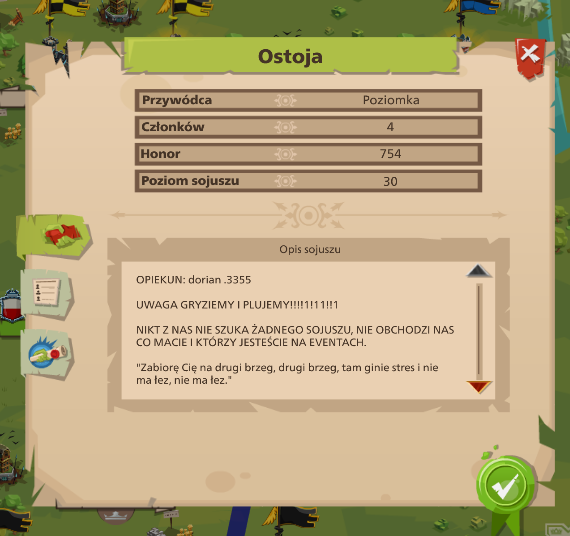 Ostoja
Przywódca Poziomka
Członków 4
Honor 754
Poziom sojuszu 30
Opis sojuszu
OPIEKUN: dorian .3355
UWAGA GRYZIEMY I PLUJEMY!!!!1!11!!1
NIKT Z NAS NIE SZUKA ŻADNEGO SOJUSZU, NIE OBCHODZI NAS
CO MACIE I KTÓRZY JESTEŚCIE NA EVENTACH.
"Zabiorę Cię na drugi brzeg, drugi brzeg, tam ginie stres i nie
ma łez, nie ma łez."